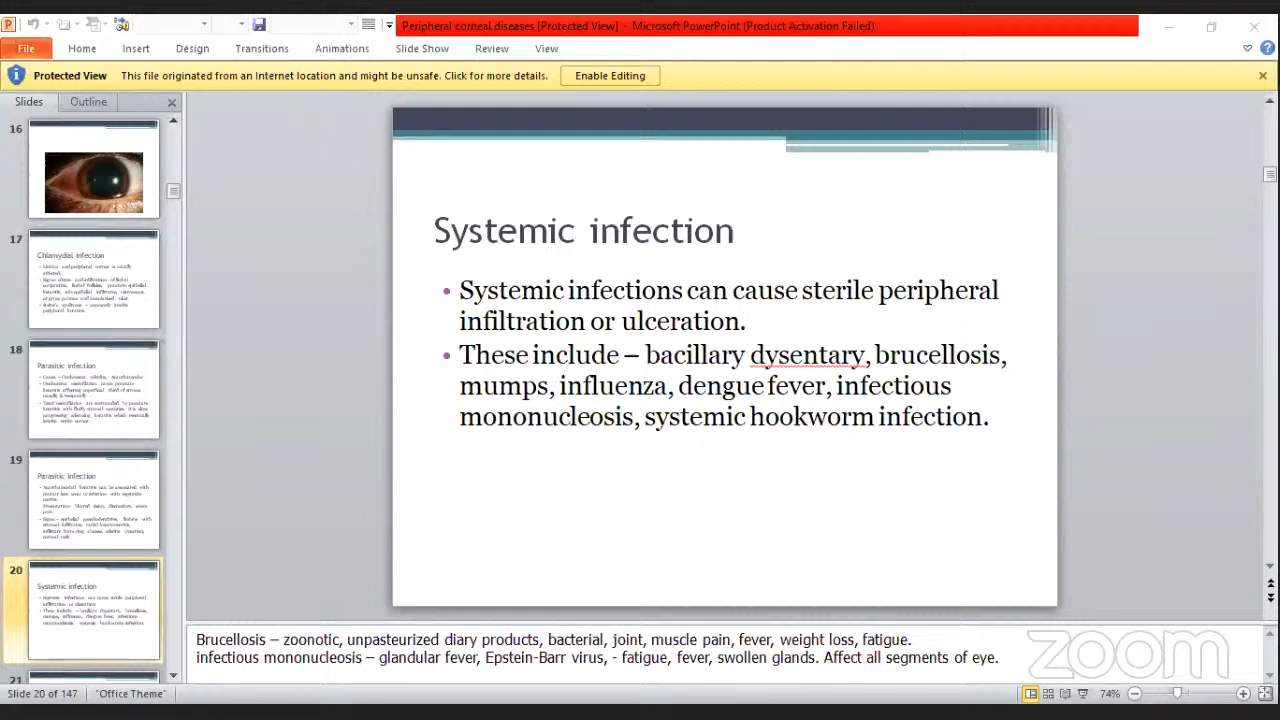 Peripheral corneal diseases [Protected View] - Microsoft PowerPoint (Product Activation Failed)
File Home Insert Design Transitions Animations Slide Show Review View
Protected View This file originated from an Internet location and might be unsafe. Click for more details. Enable Editing
Slides Outline
16
17
Chlamydial infection
18
Parasitic infection
19
Parasitic infection
20
Systemic infection
21
Systemic infection
• Systemic infections can cause sterile peripheral
infiltration or ulceration.
• These include – bacillary dysentary, brucellosis,
mumps, influenza, dengue fever, infectious
mononucleosis, systemic hookworm infection.
Brucellosis – zoonotic, unpasteurized diary products, bacterial, joint, muscle pain, fever, weight loss, fatigue.
infectious mononucleosis – glandular fever, Epstein-Barr virus, - fatigue, fever, swollen glands. Affect all segments of eye.
zoom
Slide 20 of 147 "Office Theme" 74%